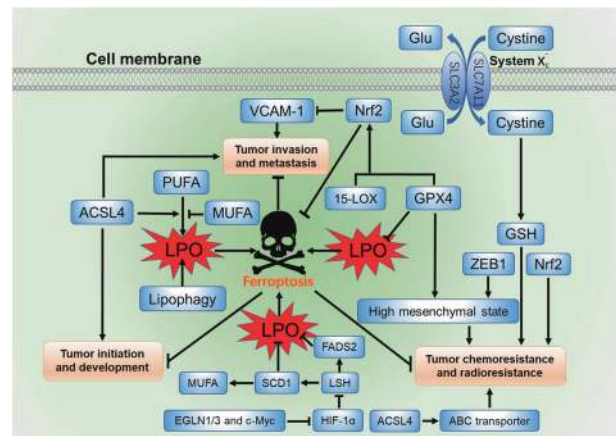 Cell membrane
Glu
Cystine
System Xc-
SLC3A2
SLC7A11
VCAM-1
Nrf2
Glu
Cystine
Tumor invasion
and metastasis
PUFA
ACSL4
MUFA
15-LOX
GPX4
LPO
LPO
GSH
Lipophagy
Ferroptosis
ZEB1
Nrf2
High mesenchymal state
LPO
FADS2
Tumor initiation
and development
Tumor chemoresistance
and radioresistance
MUFA
SCD1
LSH
EGLN1/3 and c-Myc
HIF-1α
ACSL4
ABC transporter